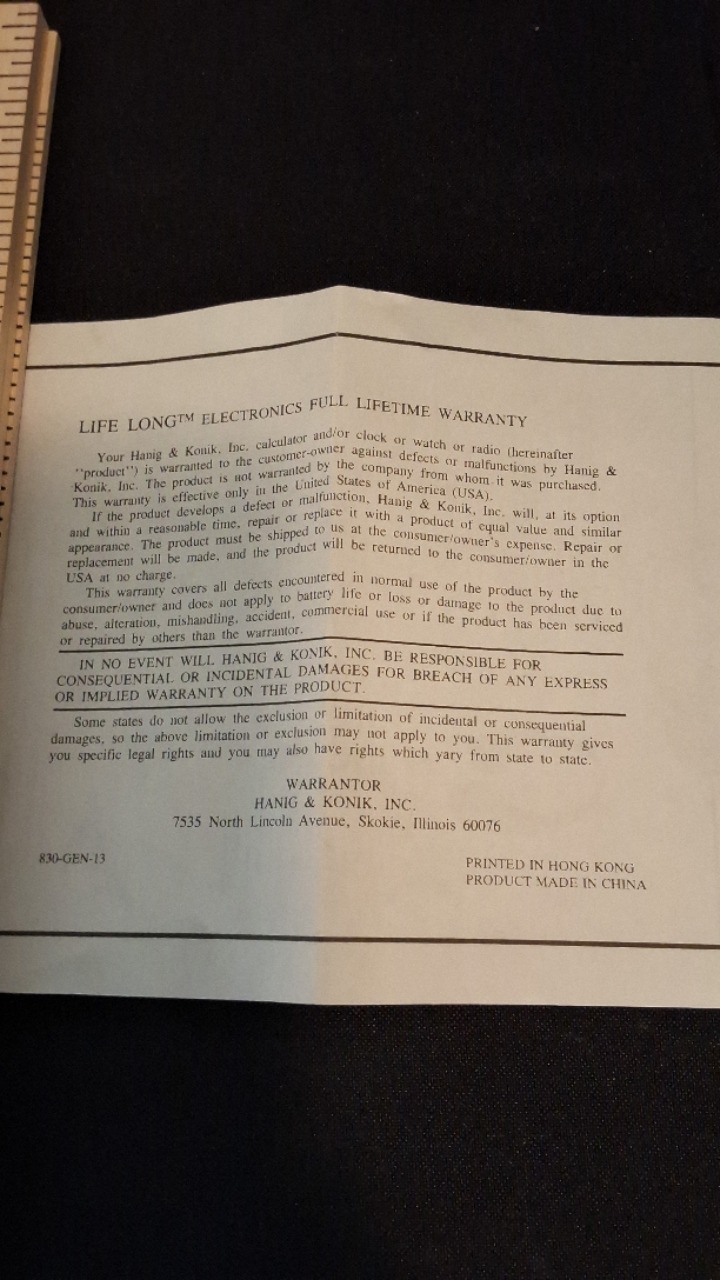 LIFE LONG™ ELECTRONICS FULL LIFETIME WARRANTY
Your Hanig & Konik, Inc. calculator and/or clock or watch or radio (hereinafter
"product") is warranted to the customer-owner against defects or malfunctions by Hanig &
Konik, Inc. The product is not warranted by the company from whom it was purchased.
This warranty is effective only in the United States of America (USA).
If the product develops a defect or malfunction, Hanig & Konik, Inc. will, at its option
and within a reasonable time, repair or replace it with a product of equal value and similar
appearance. The product must be shipped to us at the consumer/owner's expense. Repair or
replacement will be made, and the product will be returned to the consumer/owner in the
USA at no charge.
This warranty covers all defects encountered in normal use of the product by the
consumer/owner and does not apply to battery life or loss or damage to the product due to
abuse, alteration, mishandling, accident, commercial use or if the product has been serviced
or repaired by others than the warrantor.
IN NO EVENT WILL HANIG & KONIK, INC. BE RESPONSIBLE FOR
CONSEQUENTIAL OR INCIDENTAL DAMAGES FOR BREACH OF ANY EXPRESS
OR IMPLIED WARRANTY ON THE PRODUCT.
Some states do not allow the exclusion or limitation of incidental or consequential
damages, so the above limitation or exclusion may not apply to you. This warranty gives
you specific legal rights and you may also have rights which yary from state to state.
WARRANTOR
HANIG & KONIK, INC.
7535 North Lincoln Avenue, Skokie, Illinois 60076
830-GEN-13
PRINTED IN HONG KONG
PRODUCT MADE IN CHINA